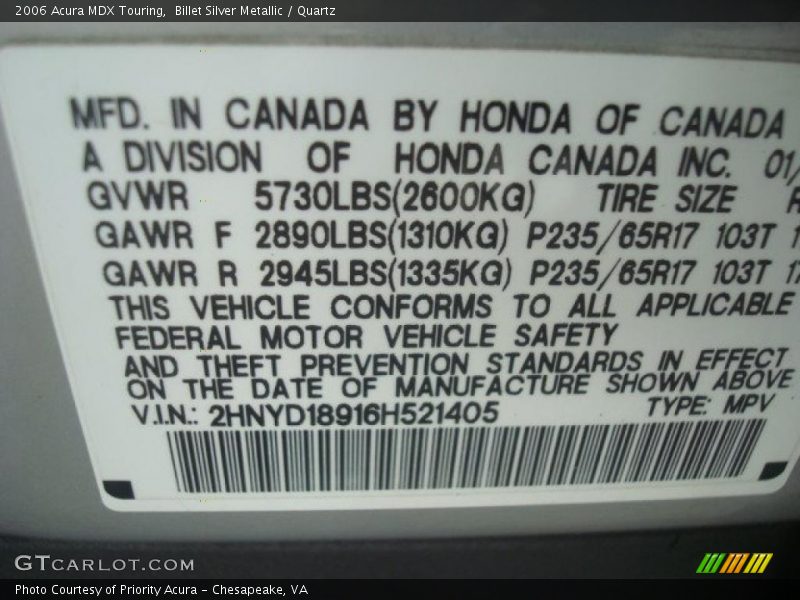 2006 Acura MDX Touring, Billet Silver Metallic / Quartz
MFD. IN CANADA BY HONDA OF CANADA
A DIVISION OF HONDA CANADA INC. 01/
GVWR 5730LBS(2600KG) TIRE SIZE R
GAWR F 2890LBS(1310KG) P235/65R17 103T 1
GAWR R 2945LBS(1335KG) P235/65R17 103T 17
THIS VEHICLE CONFORMS TO ALL APPLICABLE
FEDERAL MOTOR VEHICLE SAFETY
AND THEFT PREVENTION STANDARDS IN EFFECT
ON THE DATE OF MANUFACTURE SHOWN ABOVE
V.I.N.: 2HNYD18916H521405 TYPE: MPV
GTCARLOT.COM
Photo Courtesy of Priority Acura - Chesapeake, VA